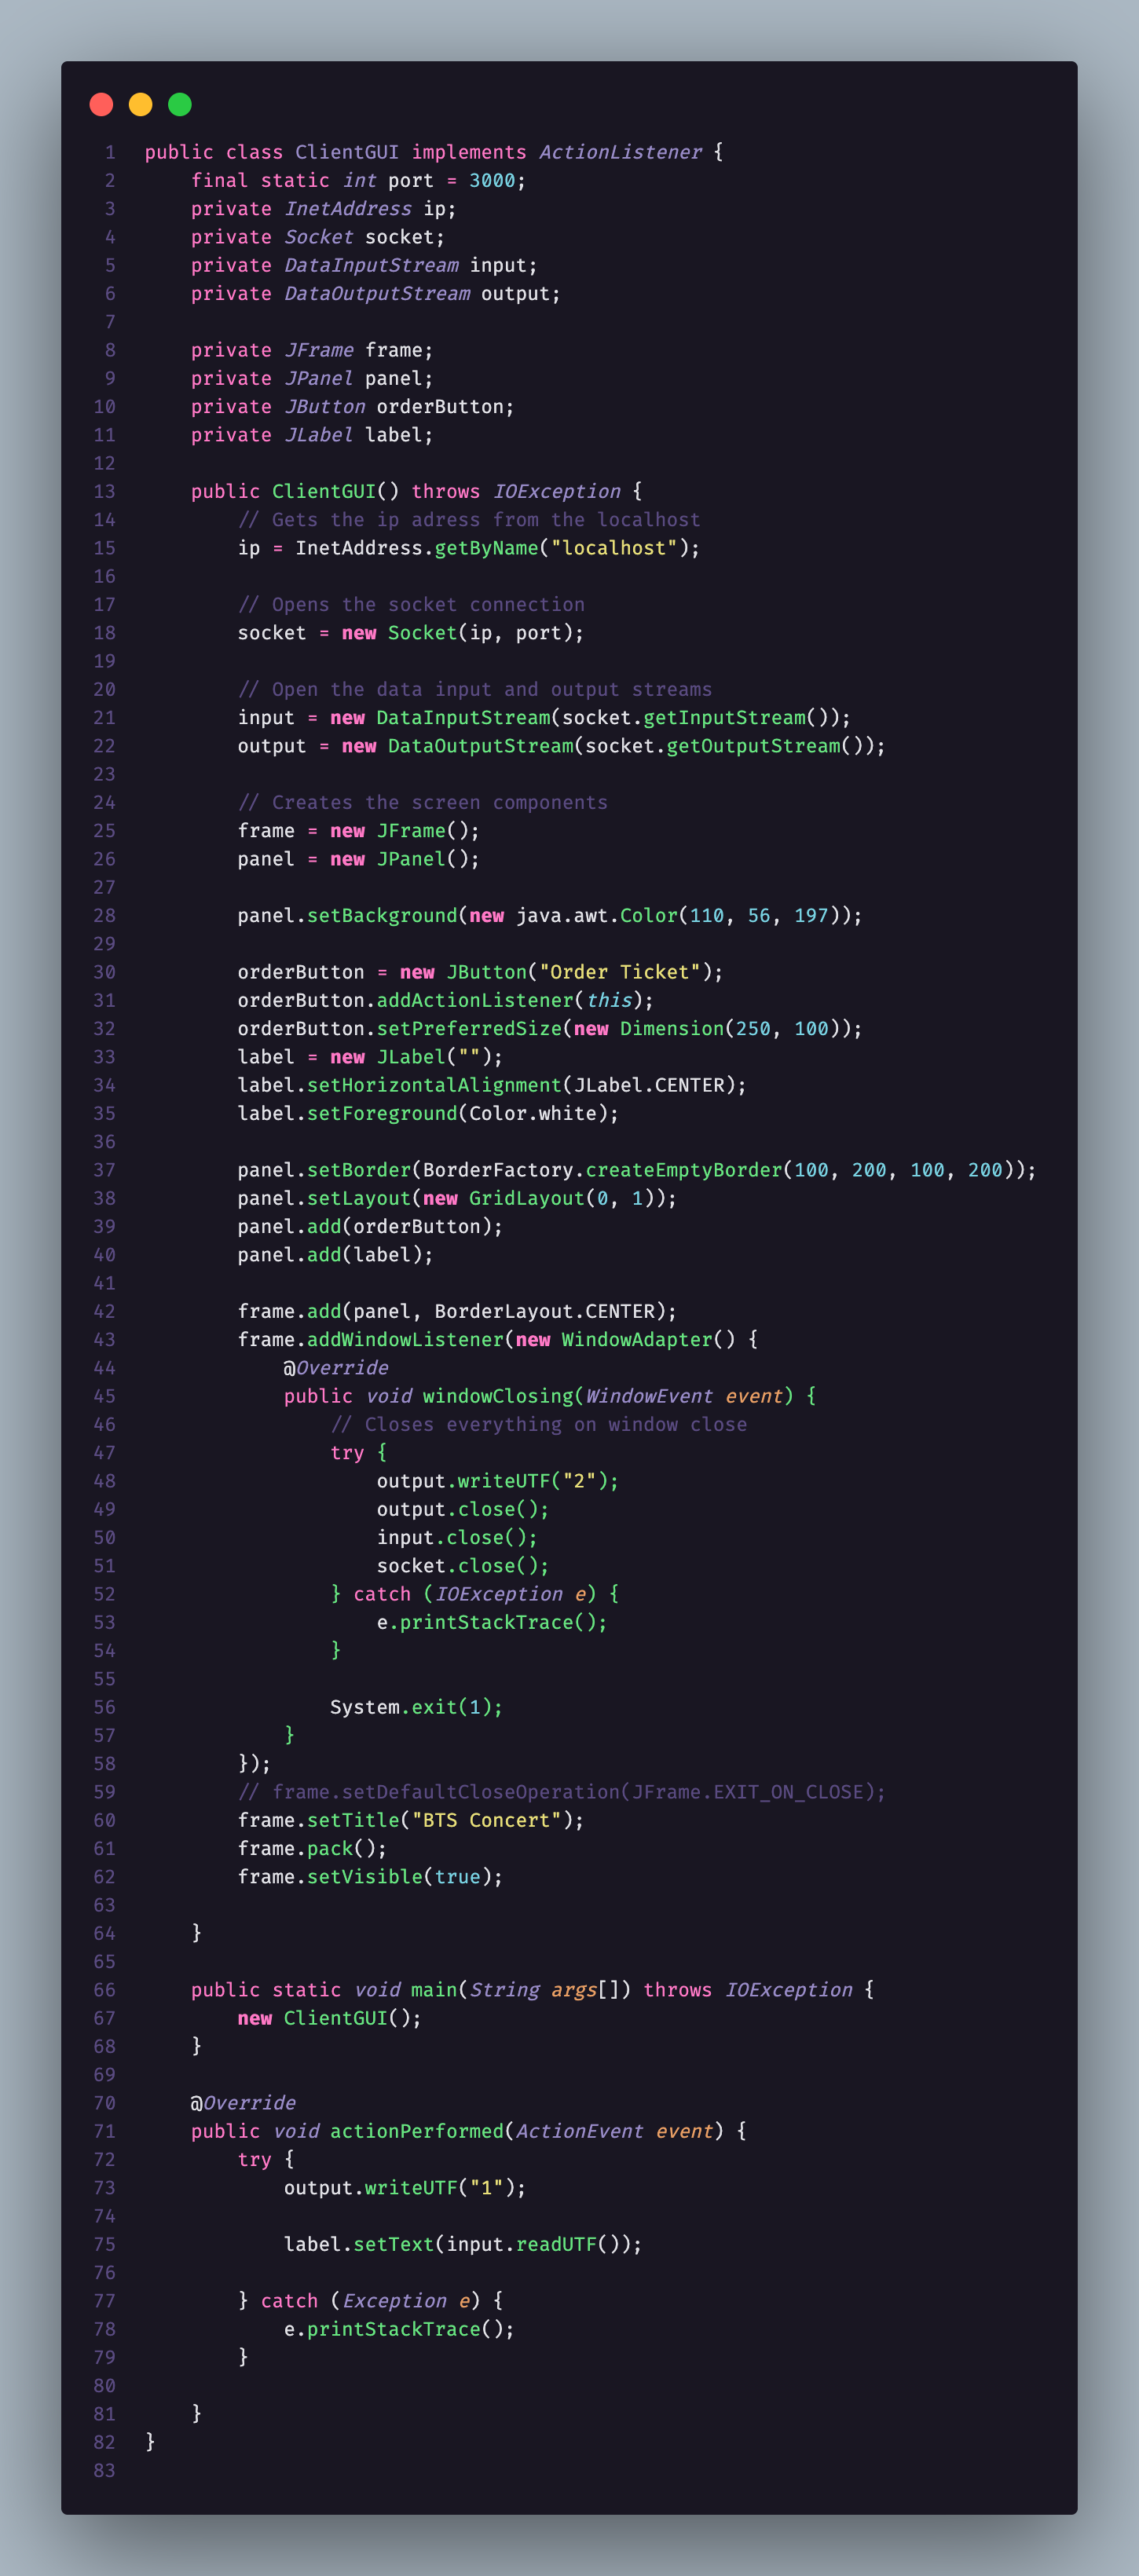 1 public class ClientGUI implements ActionListener {
2     final static int port = 3000;
3     private InetAddress ip;
4     private Socket socket;
5     private DataInputStream input;
6     private DataOutputStream output;
7
8     private JFrame frame;
9     private JPanel panel;
10     private JButton orderButton;
11     private JLabel label;
12
13     public ClientGUI() throws IOException {
14         // Gets the ip adress from the localhost
15         ip = InetAddress.getByName("localhost");
16
17         // Opens the socket connection
18         socket = new Socket(ip, port);
19
20         // Open the data input and output streams
21         input = new DataInputStream(socket.getInputStream());
22         output = new DataOutputStream(socket.getOutputStream());
23
24         // Creates the screen components
25         frame = new JFrame();
26         panel = new JPanel();
27
28         panel.setBackground(new java.awt.Color(110, 56, 197));
29
30         orderButton = new JButton("Order Ticket");
31         orderButton.addActionListener(this);
32         orderButton.setPreferredSize(new Dimension(250, 100));
33         label = new JLabel("");
34         label.setHorizontalAlignment(JLabel.CENTER);
35         label.setForeground(Color.white);
36
37         panel.setBorder(BorderFactory.createEmptyBorder(100, 200, 100, 200));
38         panel.setLayout(new GridLayout(0, 1));
39         panel.add(orderButton);
40         panel.add(label);
41
42         frame.add(panel, BorderLayout.CENTER);
43         frame.addWindowListener(new WindowAdapter() {
44             @Override
45             public void windowClosing(WindowEvent event) {
46                 // Closes everything on window close
47                 try {
48                     output.writeUTF("2");
49                     output.close();
50                     input.close();
51                     socket.close();
52                 } catch (IOException e) {
53                     e.printStackTrace();
54                 }
55
56                 System.exit(1);
57             }
58         });
59         // frame.setDefaultCloseOperation(JFrame.EXIT_ON_CLOSE);
60         frame.setTitle("BTS Concert");
61         frame.pack();
62         frame.setVisible(true);
63
64     }
65
66     public static void main(String args[]) throws IOException {
67         new ClientGUI();
68     }
69
70     @Override
71     public void actionPerformed(ActionEvent event) {
72         try {
73             output.writeUTF("1");
74
75             label.setText(input.readUTF());
76
77         } catch (Exception e) {
78             e.printStackTrace();
79         }
80
81     }
82 }
83